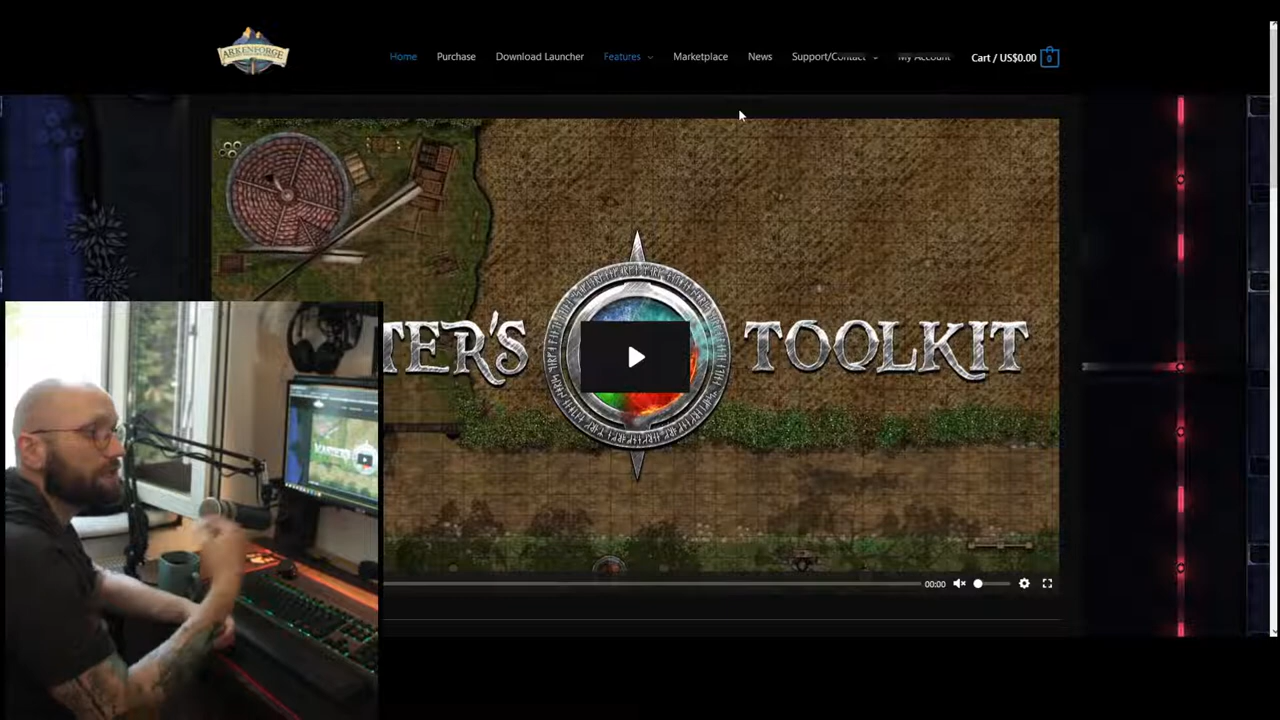 ARKENFORGE
Home Purchase Download Launcher Features Marketplace News Support/Contact My Account Cart / US$0.00 0
TER'S TOOLKIT
00:00